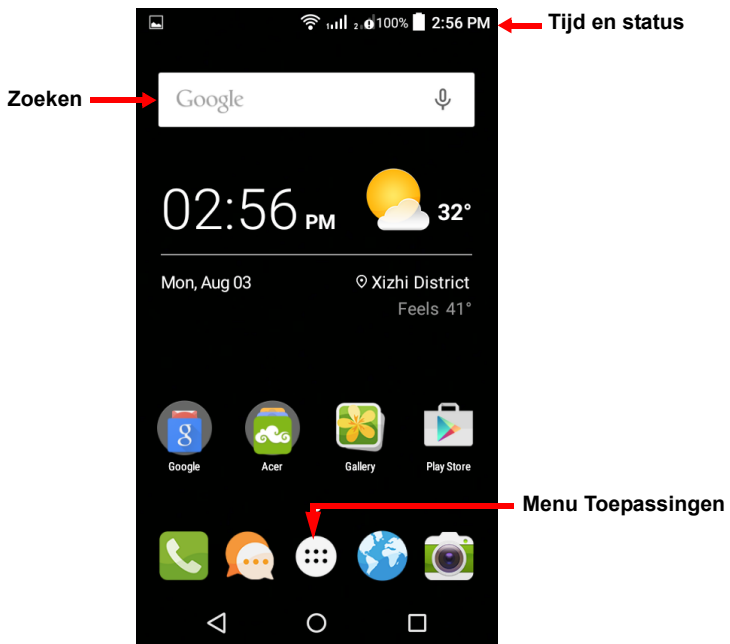 100% 2:56 PM
Tijd en status
Zoeken
Google
02:56 PM
32°
Mon, Aug 03
Xizhi District
Feels 41°
g
Google
Acer
Gallery
Play Store
Menu Toepassingen